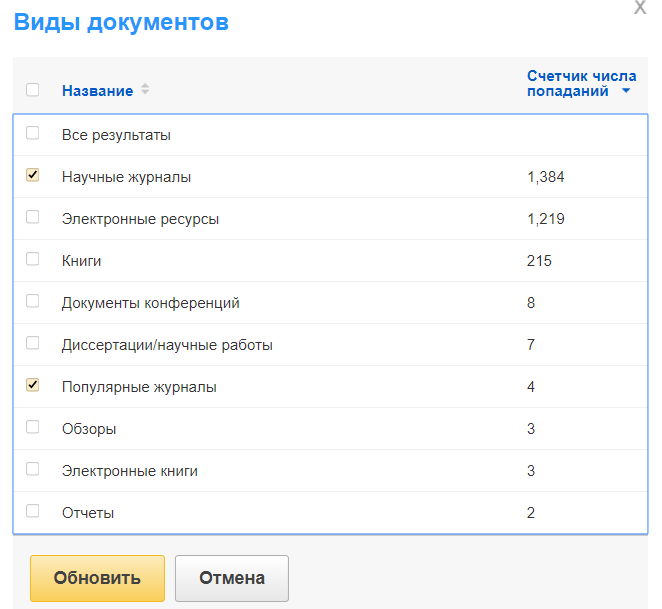 X
Виды документов
Название
Счетчик числа
попаданий
Все результаты
Научные журналы 1,384
Электронные ресурсы 1,219
Книги 215
Документы конференций 8
Диссертации/научные работы 7
Популярные журналы 4
Обзоры 3
Электронные книги 3
Отчеты 2
Обновить Отмена